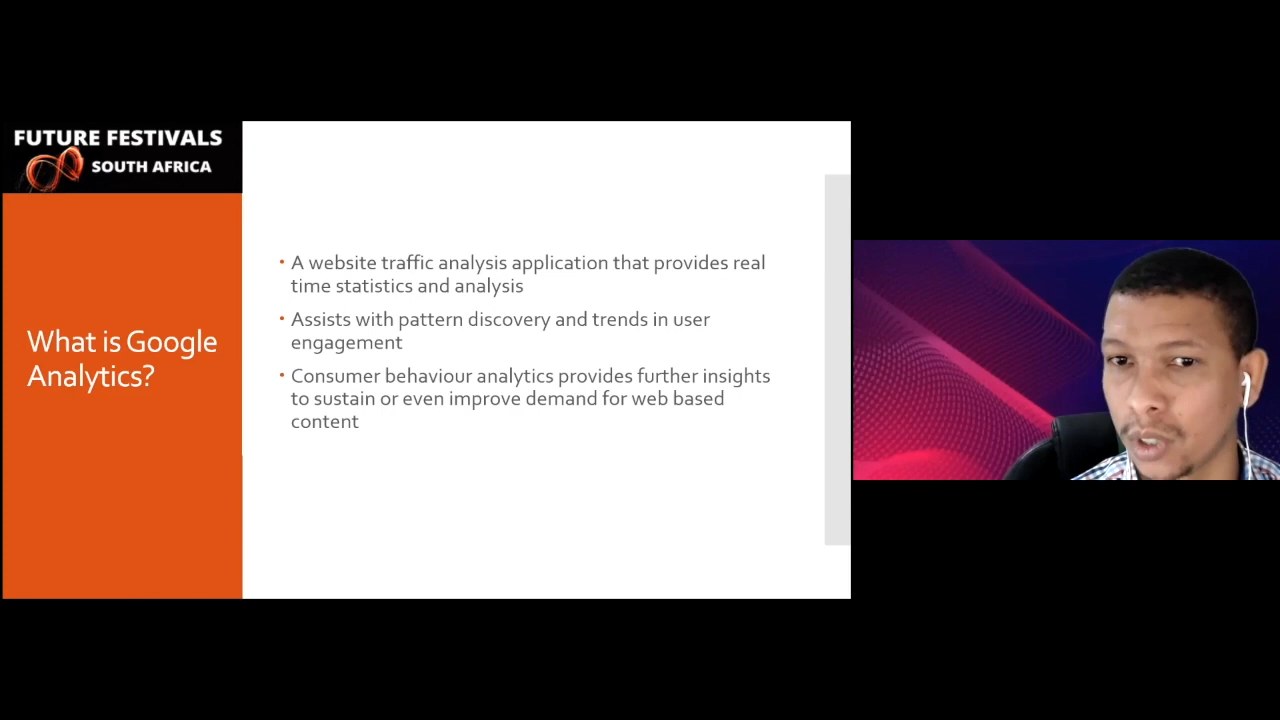 FUTURE FESTIVALS
SOUTH AFRICA
What is Google
Analytics?
• A website traffic analysis application that provides real
time statistics and analysis
• Assists with pattern discovery and trends in user
engagement
• Consumer behaviour analytics provides further insights
to sustain or even improve demand for web based
content